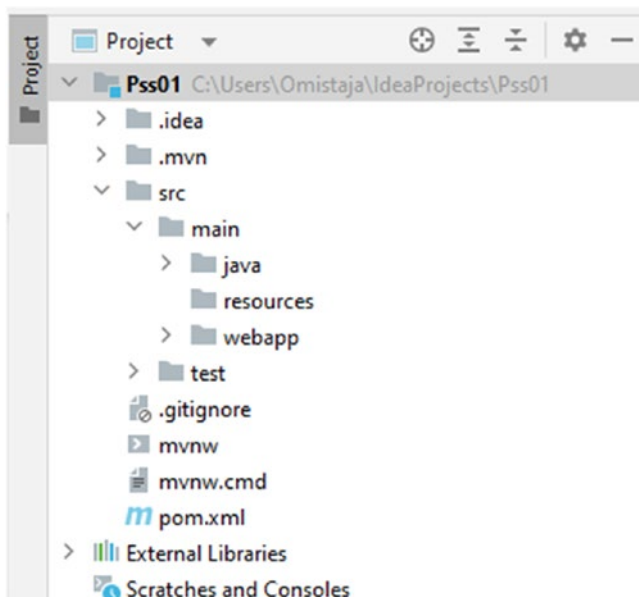 Project
Project
Pss01 C:\Users\Omistaja\IdeaProjects\Pss01
.idea
.mvn
src
main
java
resources
webapp
test
.gitignore
mvnw
mvnw.cmd
pom.xml
External Libraries
Scratches and Consoles